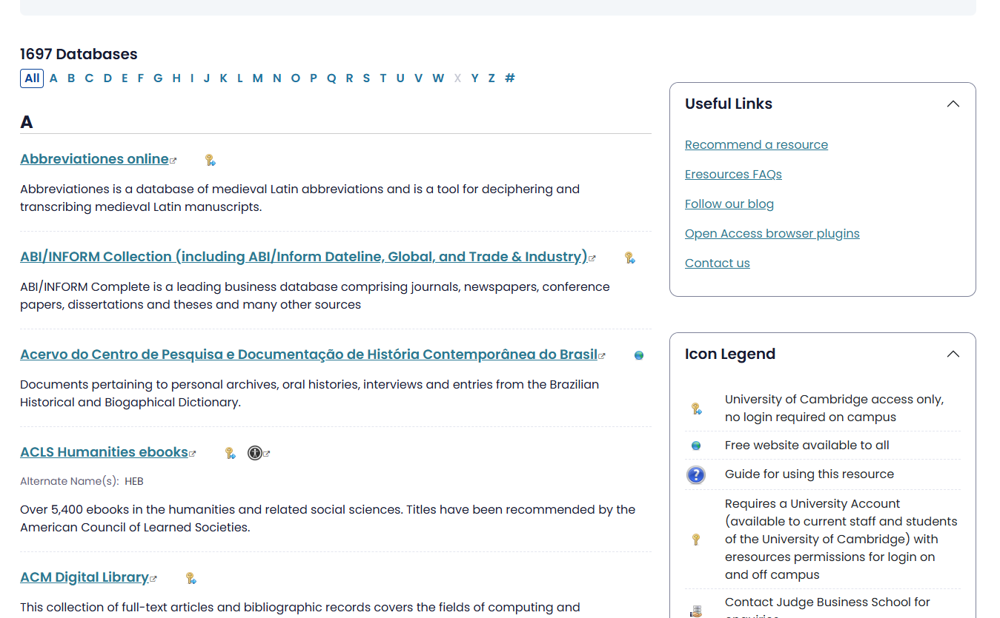 1697 Databases
All A B C D E F G H I J K L M N O P Q R S T U V W X Y Z #
A
Abbreviationes online
Abbreviationes is a database of medieval Latin abbreviations and is a tool for deciphering and
transcribing medieval Latin manuscripts.
ABI/INFORM Collection (including ABI/Inform Dateline, Global, and Trade & Industry)
ABI/INFORM Complete is a leading business database comprising journals, newspapers, conference
papers, dissertations and theses and many other sources
Acervo do Centro de Pesquisa e Documentação de História Contemporânea do Brasil
Documents pertaining to personal archives, oral histories, interviews and entries from the Brazilian
Historical and Biogaphical Dictionary.
ACLS Humanities ebooks
Alternate Name(s): HEB
Over 5,400 ebooks in the humanities and related social sciences. Titles have been recommended by the
American Council of Learned Societies.
ACM Digital Library
This collection of full-text articles and bibliographic records covers the fields of computing and
Useful Links
Recommend a resource
Eresources FAQs
Follow our blog
Open Access browser plugins
Contact us
Icon Legend
University of Cambridge access only,
no login required on campus
Free website available to all
? Guide for using this resource
Requires a University Account
(available to current staff and students
of the University of Cambridge) with
eresources permissions for login on
and off campus
Contact Judge Business School for